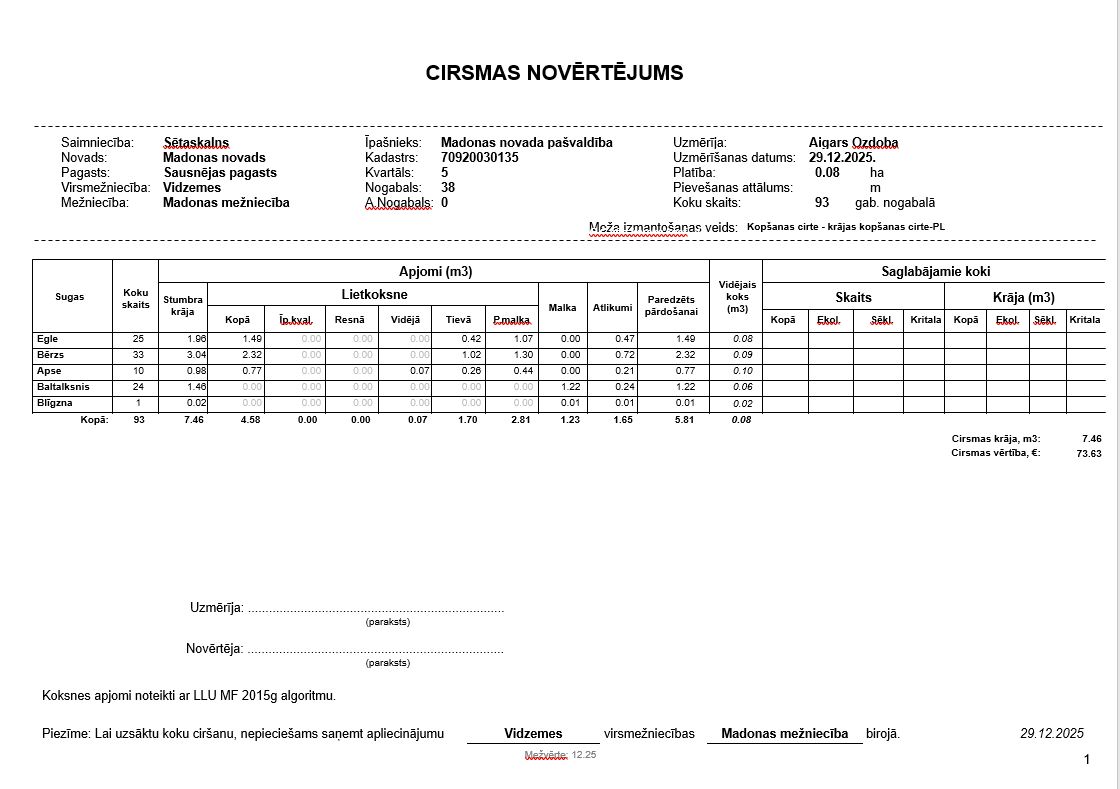 CIRSMAS NOVĒRTĒJUMS
Saimniecība: Sētaskalns Īpašnieks: Madonas novada pašvaldība Uzmērīja: Aigars Ozdoba
Novads: Madonas novads Kadastrs: 70920030135 Uzmērīšanas datums: 29.12.2025.
Pagasts: Sausnējas pagasts Kvartāls: 5 Platība: 0.08 ha
Virsmežniecība: Vidzemes Nogabals: 38 Pievešanas attālums: m
Mežniecība: Madonas mežniecība A.Nogabals: 0 Koku skaits: 93 gab. nogabalā
Meža izmantošanas veids: Kopšanas cirte - krājas kopšanas cirte-PL
Sugas Koku skaits Apjomi (m3) Vidējais koks (m3) Saglabājamie koki
Stumbra krāja Lietkoksne Malka Atlikumi Paredzēts pārdošanai Skaits Krāja (m3)
Kopā Īp.kval. Resnā Vidējā Tievā P.malka Kopā Ekol. Sēkl. Kritala Kopā Ekol. Sēkl. Kritala
Egle 25 1.96 1.49 0.00 0.00 0.00 0.42 1.07 0.00 0.47 1.49 0.08
Bērzs 33 3.04 2.32 0.00 0.00 0.00 1.02 1.30 0.00 0.72 2.32 0.09
Apse 10 0.98 0.77 0.00 0.00 0.07 0.26 0.44 0.00 0.21 0.77 0.10
Baltalksnis 24 1.46 0.00 0.00 0.00 0.00 0.00 0.00 1.22 0.24 1.22 0.06
Blīgzna 1 0.02 0.00 0.00 0.00 0.00 0.00 0.00 0.01 0.01 0.01 0.02
Kopā: 93 7.46 4.58 0.00 0.00 0.07 1.70 2.81 1.23 1.65 5.81 0.08
Cirsmas krāja, m3: 7.46
Cirsmas vērtība, €: 73.63
Uzmērīja: ..........................................................................
(paraksts)
Novērtēja: ..........................................................................
(paraksts)
Koksnes apjomi noteikti ar LLU MF 2015g algoritmu.
Piezīme: Lai uzsāktu koku ciršanu, nepieciešams saņemt apliecinājumu Vidzemes virsmežniecības Madonas mežniecība birojā. 29.12.2025
Mežvērte: 12.25
1